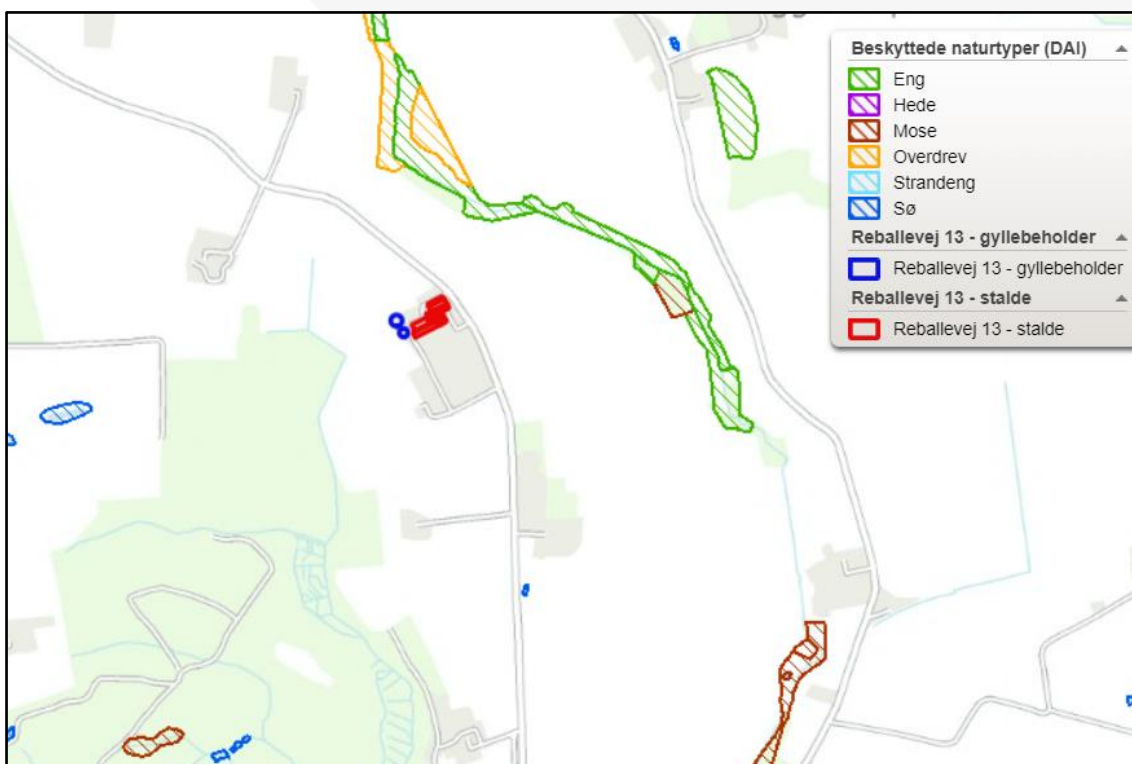 Beskyttede naturtyper (DAI)
Eng
Hede
Mose
Overdrev
Strandeng
Sø
Reballevej 13 - gyllebeholder
Reballevej 13 - gyllebeholder
Reballevej 13 - stalde
Reballevej 13 - stalde